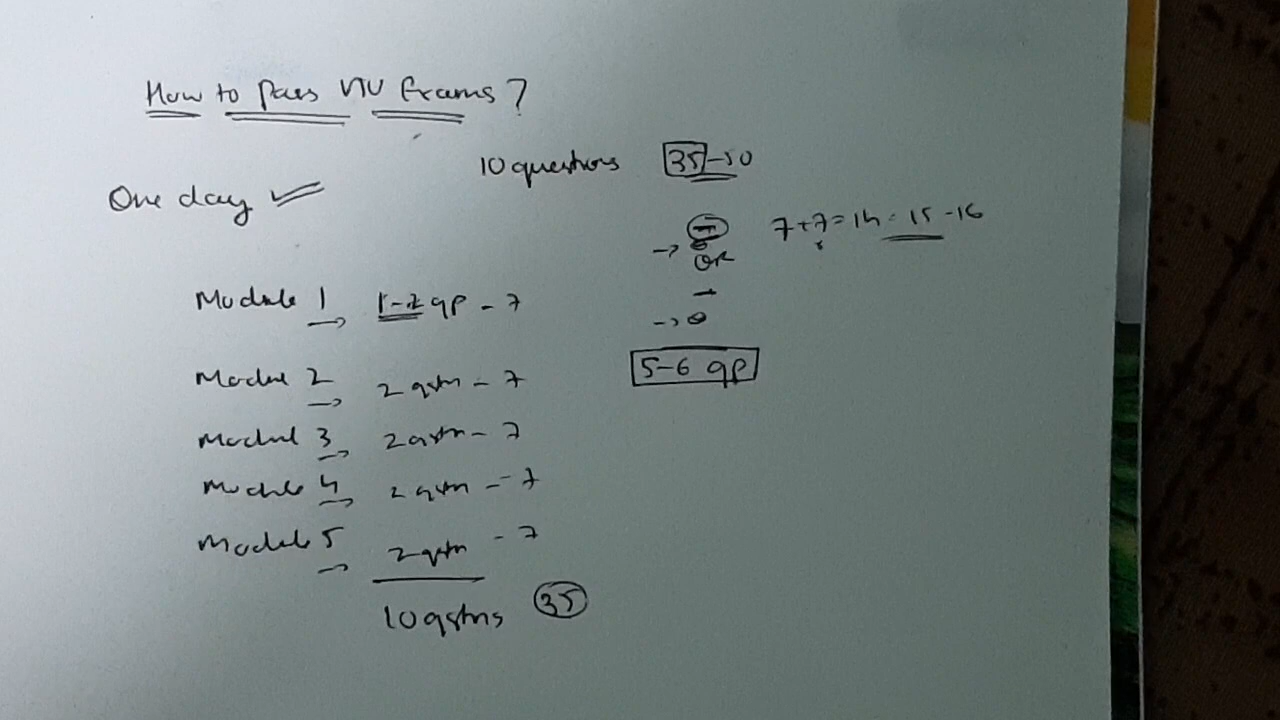 How to Pass VTU Exams?
10 questions 35-50
One day
7+7=14 = 15-16
→
OR
→
Module 1 1-2 qp - 7
Module 2 2 qstn - 7
5-6 qp
Module 3 2 qstn - 7
Module 4 2 qstn - 7
Module 5 2 qstn - 7
10 qstns 35